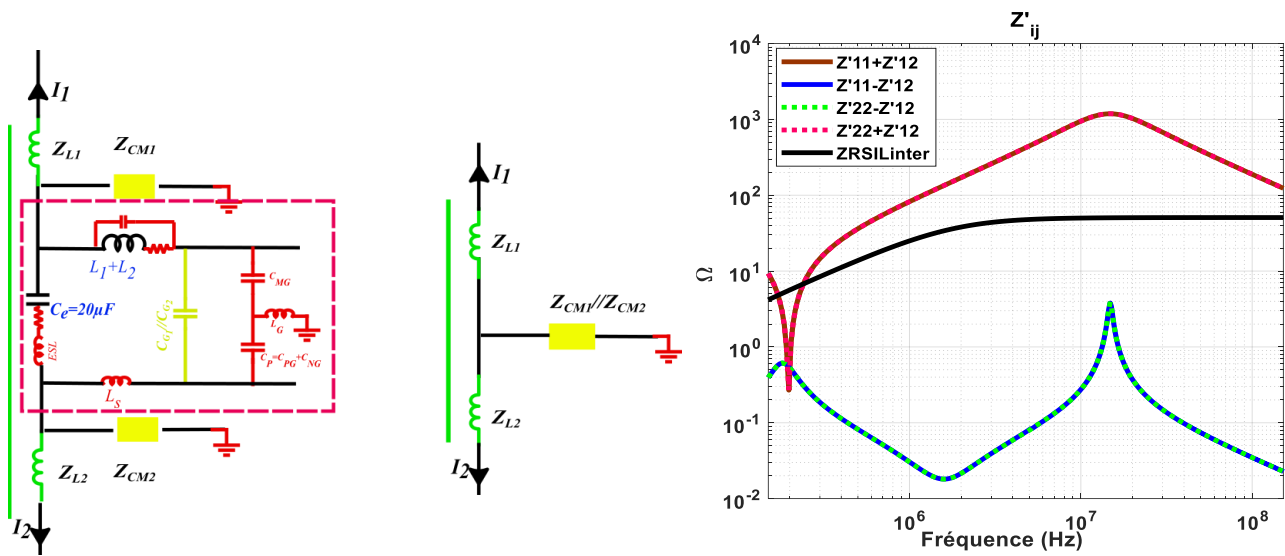 I1
ZL1
ZCM1
L1+L2
Ce=20µF
ESL
CG1//CG2
CMG
LG
CP=CPG+CNG
LS
ZL2
ZCM2
I2
I1
ZL1
ZCM1//ZCM2
ZL2
I2
Z'ij
Z'11+Z'12
Z'11-Z'12
Z'22-Z'12
Z'22+Z'12
ZRSILinter
10^4
10^3
10^2
10^1
10^0
10^-1
10^-2
Ω
10^6
10^7
10^8
Fréquence (Hz)